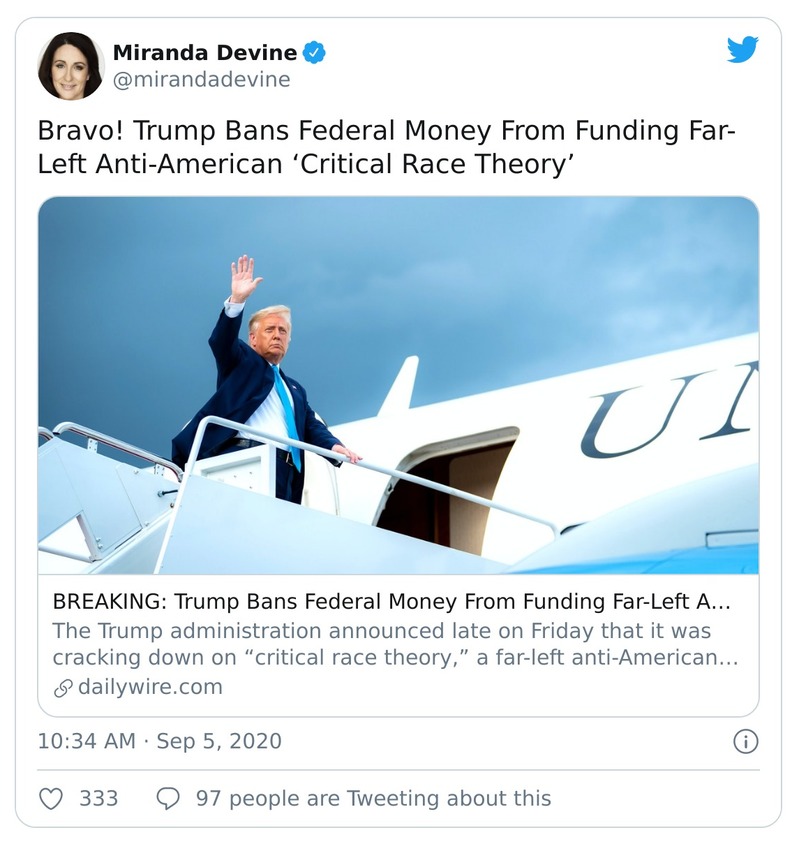 Miranda Devine
@mirandadevine
Bravo! Trump Bans Federal Money From Funding Far-
Left Anti-American ‘Critical Race Theory’
UN
BREAKING: Trump Bans Federal Money From Funding Far-Left A…
The Trump administration announced late on Friday that it was
cracking down on “critical race theory,” a far-left anti-American…
dailywire.com
10:34 AM · Sep 5, 2020
333
97 people are Tweeting about this